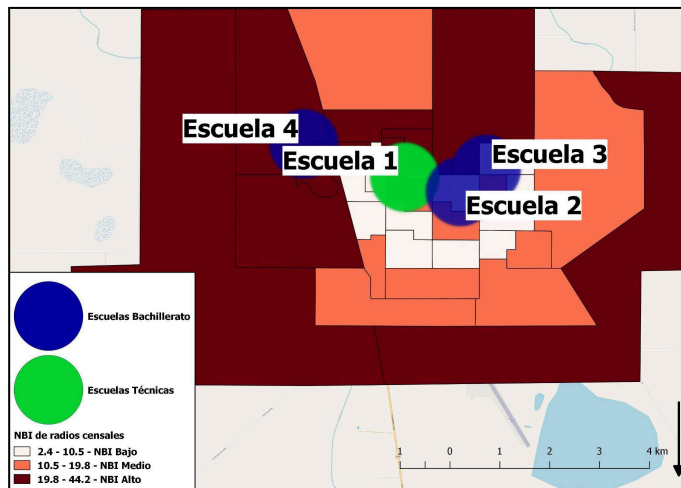 Escuela 4
Escuela 1
Escuela 3
Escuela 2
Escuelas Bachillerato
Escuelas Técnicas
NBI de radios censales
2.4 - 10.5 - NBI Bajo
10.5 - 19.8 - NBI Medio
19.8 - 44.2 - NBI Alto
1 0 1 2 3 4 km